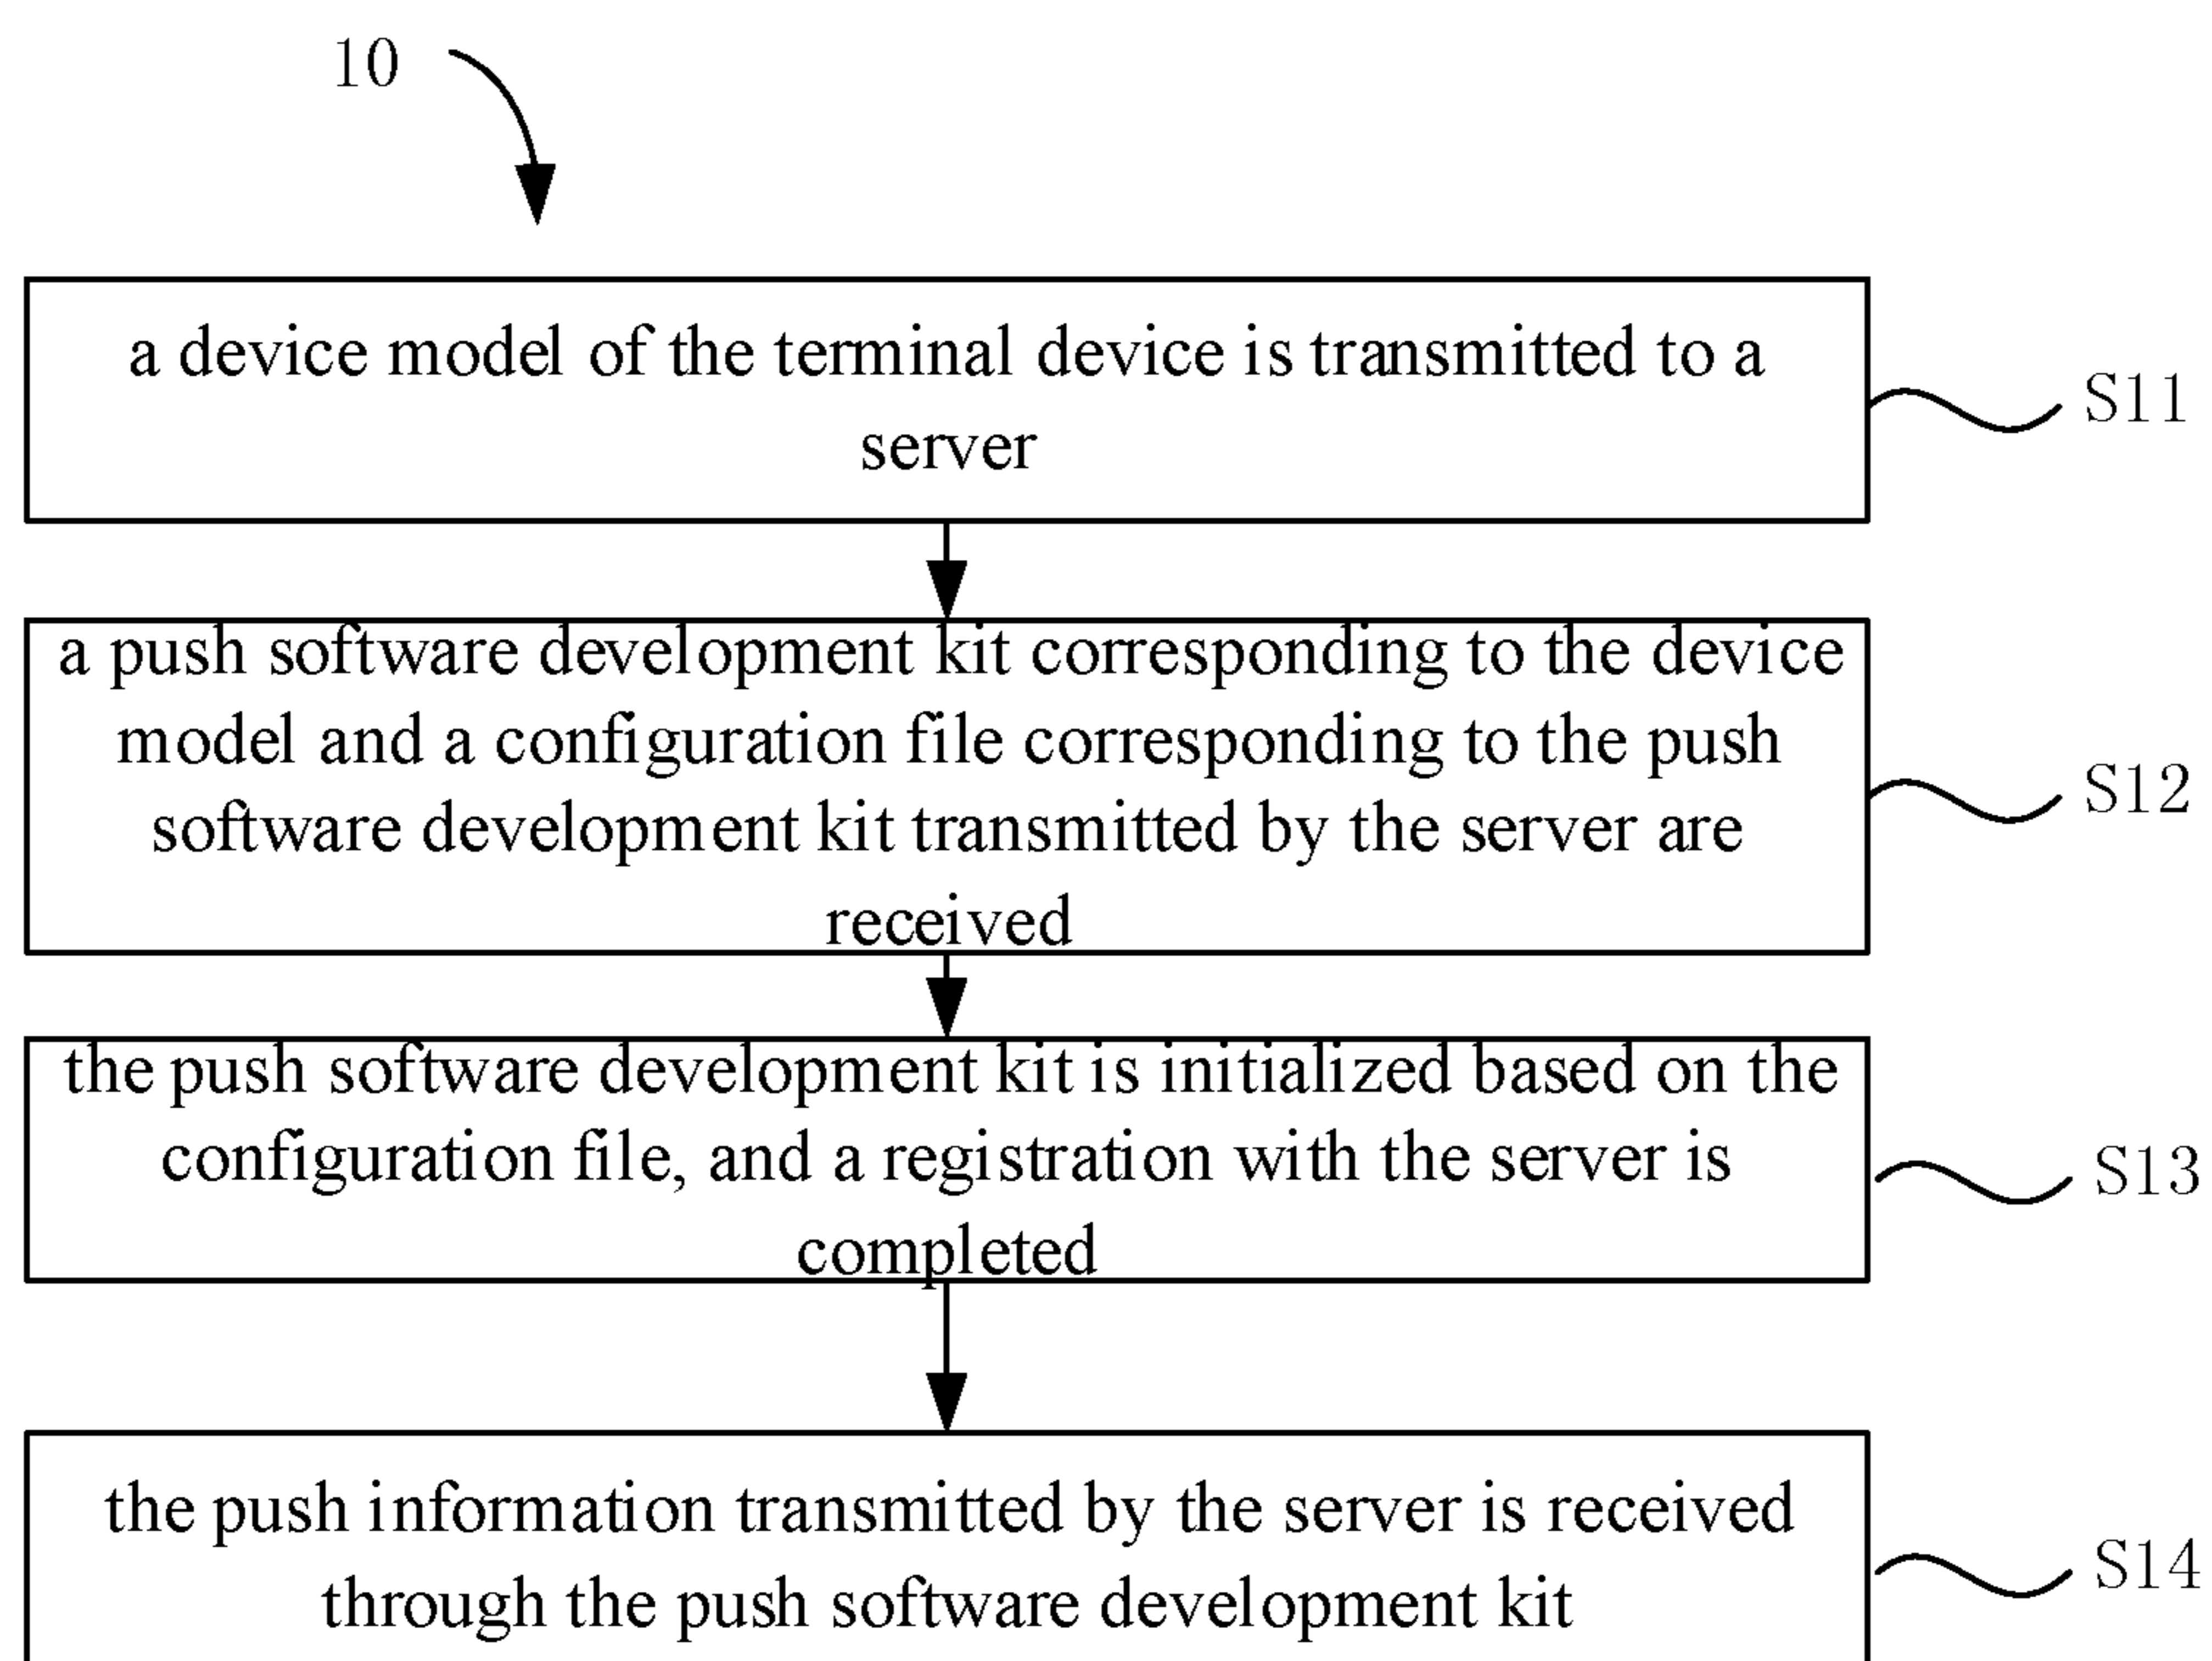 10
a device model of the terminal device is transmitted to a
server
S11
a push software development kit corresponding to the device
model and a configuration file corresponding to the push
software development kit transmitted by the server are
received
S12
the push software development kit is initialized based on the
configuration file, and a registration with the server is
completed
S13
the push information transmitted by the server is received
through the push software development kit
S14